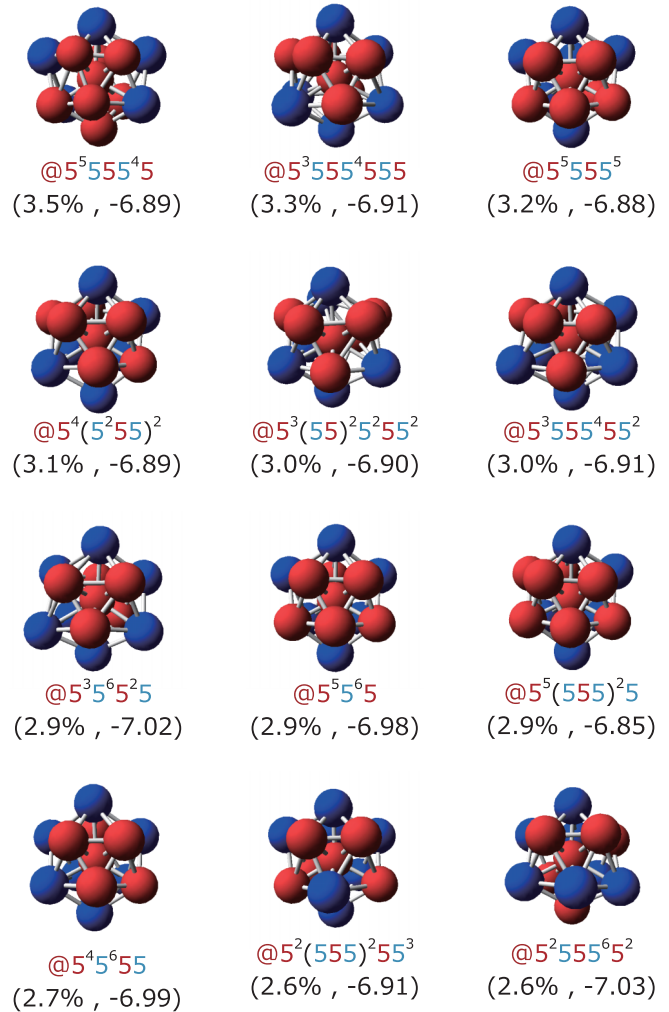 @5⁵555⁴5 @5³555⁴555 @5⁵555⁵
(3.5% , -6.89) (3.3% , -6.91) (3.2% , -6.88)
@5⁴(5²55)² @5³(55)²5²55² @5³555⁴55²
(3.1% , -6.89) (3.0% , -6.90) (3.0% , -6.91)
@5³5⁶5²5 @5⁵5⁶5 @5⁵(555)²5
(2.9% , -7.02) (2.9% , -6.98) (2.9% , -6.85)
@5⁴5⁶55 @5²(555)²55³ @5²555⁶5²
(2.7% , -6.99) (2.6% , -6.91) (2.6% , -7.03)